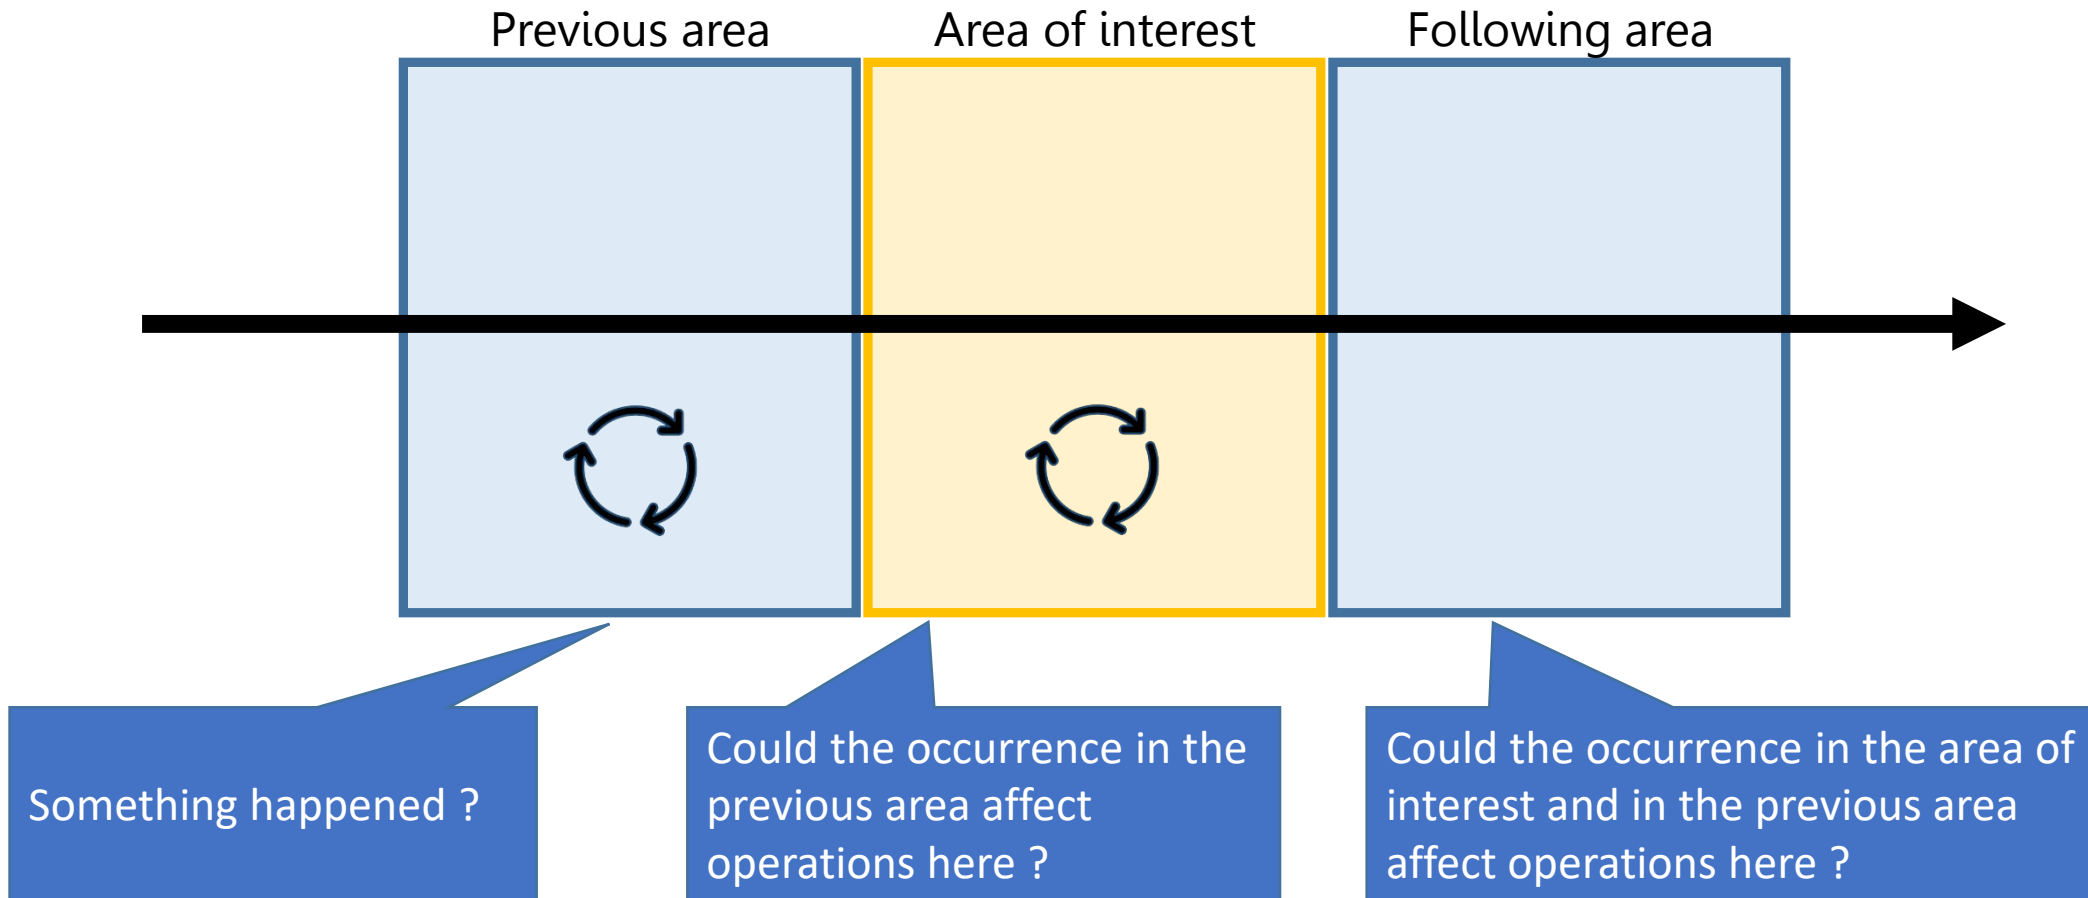 Previous area
Area of interest
Following area
Something happened ?
Could the occurrence in the
previous area affect
operations here ?
Could the occurrence in the area of
interest and in the previous area
affect operations here ?